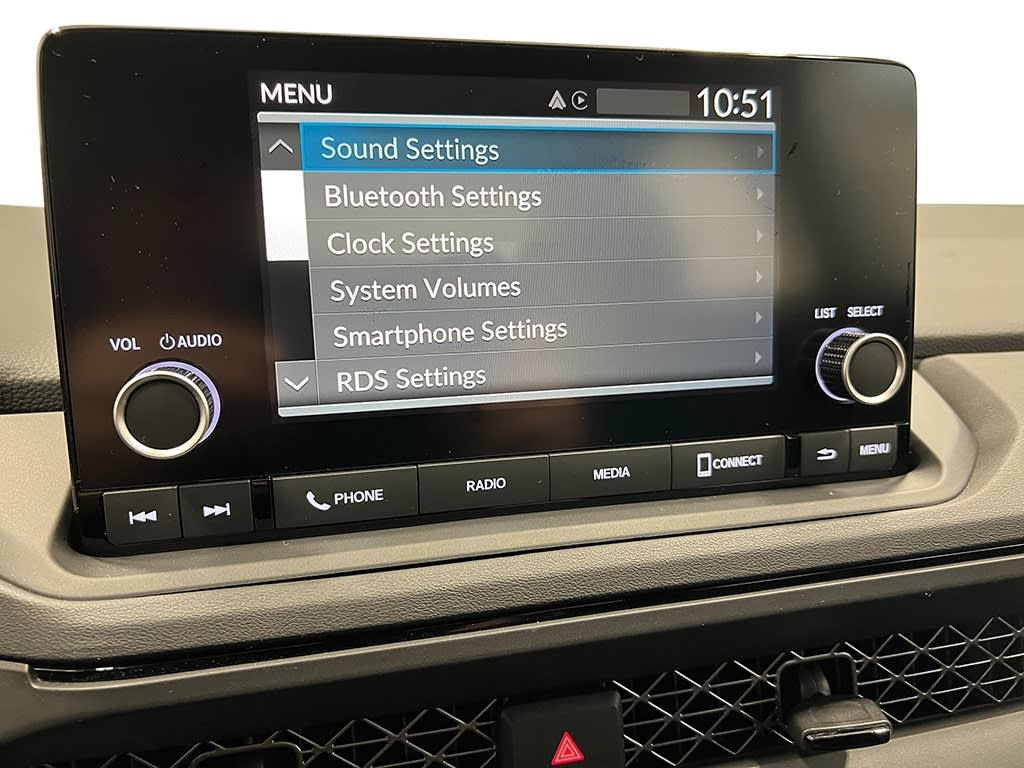 MENU
10:51
Sound Settings
Bluetooth Settings
Clock Settings
System Volumes
Smartphone Settings
RDS Settings
VOL AUDIO
LIST SELECT
PHONE
RADIO
MEDIA
CONNECT
MENU